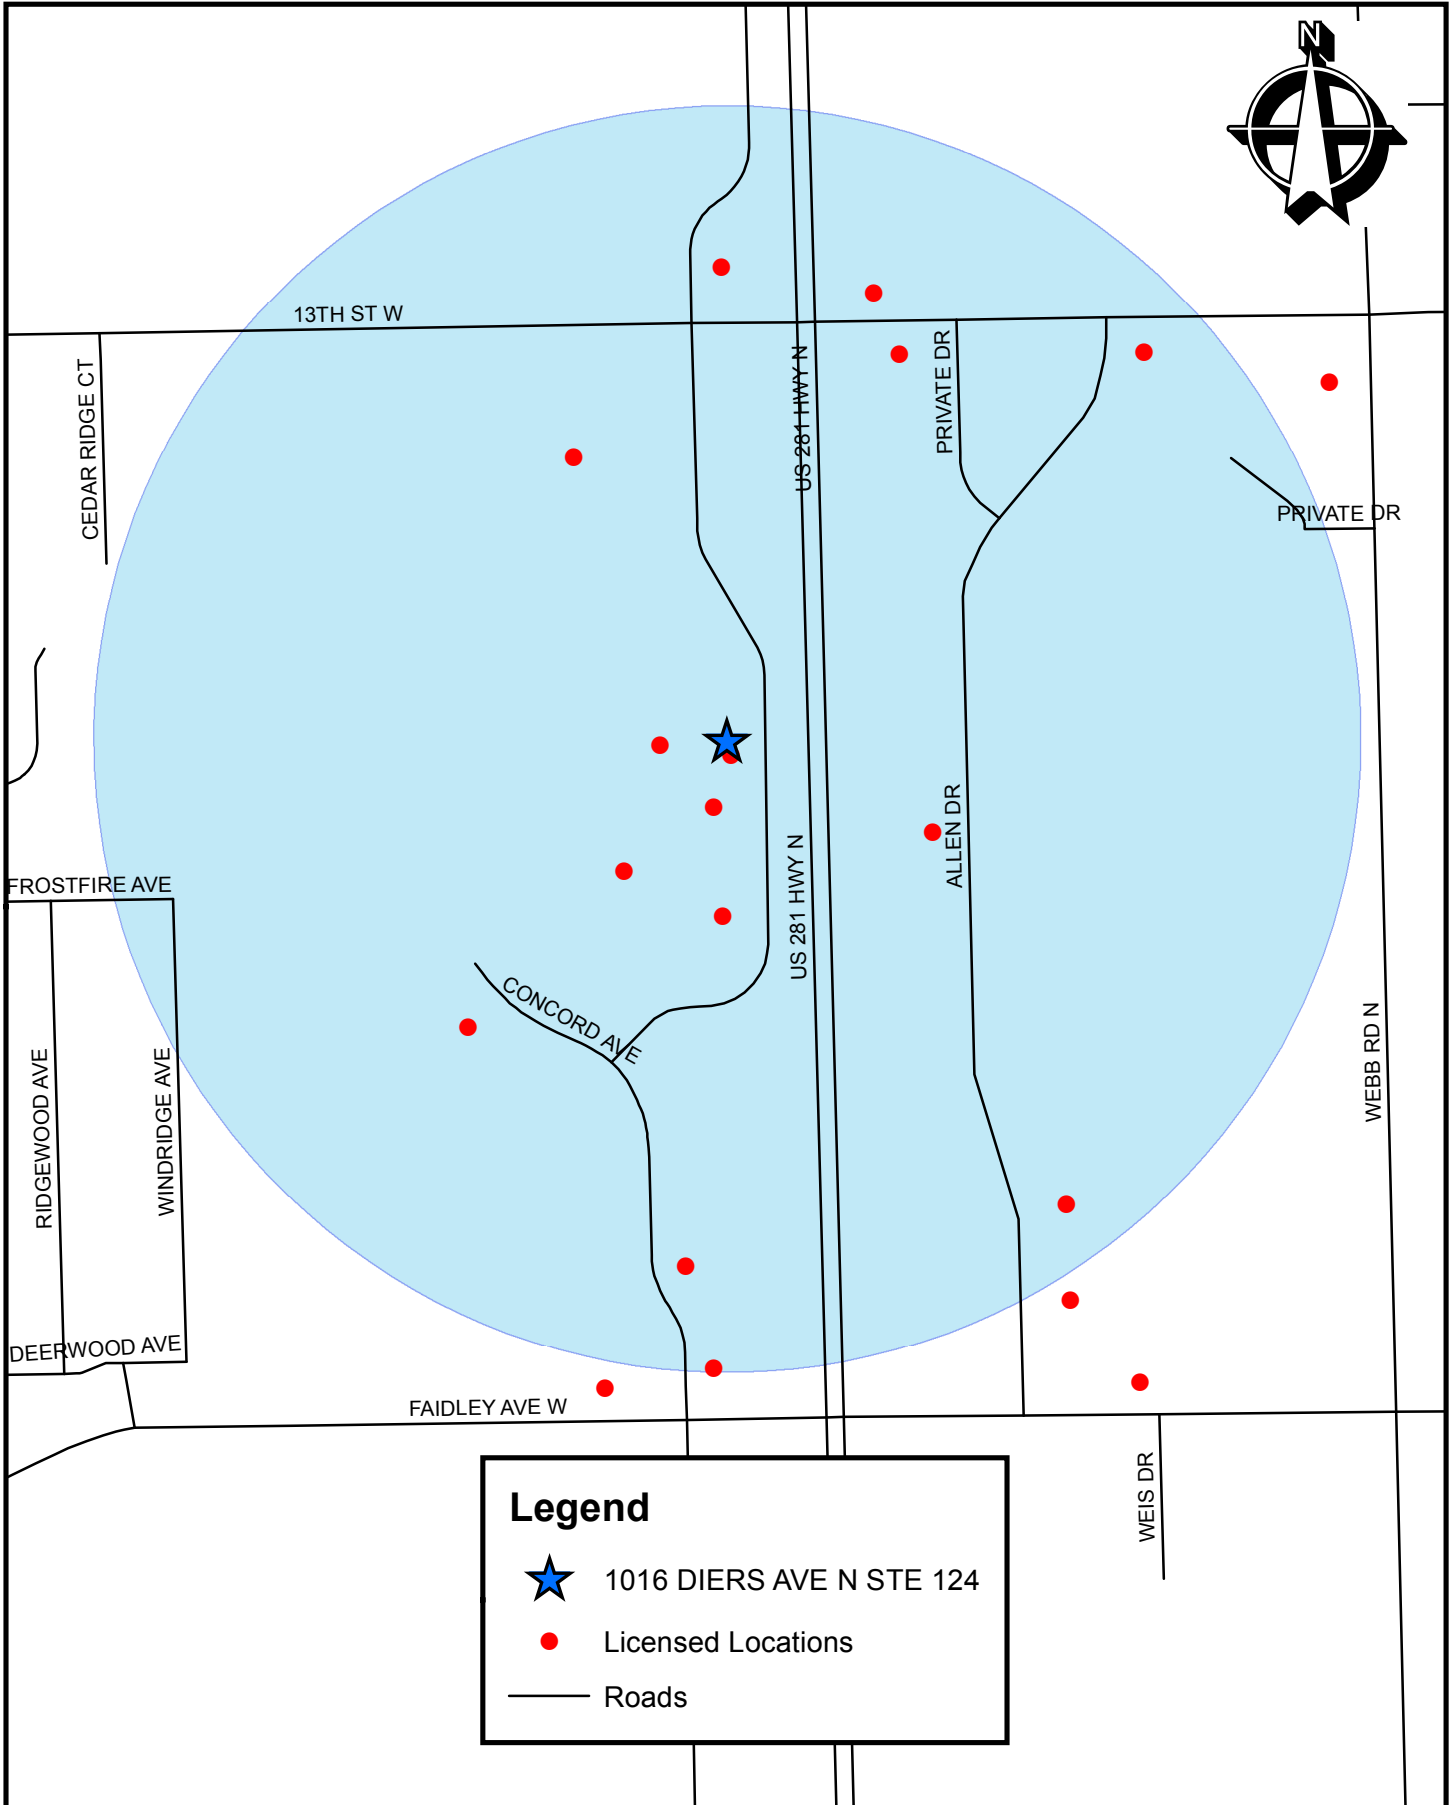 N
13TH ST W
CEDAR RIDGE CT
US 281 HWY N
PRIVATE DR
PRIVATE DR
ALLEN DR
US 281 HWY N
FROSTFIRE AVE
CONCORD AVE
RIDGEWOOD AVE
WINDRIDGE AVE
WEBB RD N
DEERWOOD AVE
FAIDLEY AVE W
WEIS DR
Legend
1016 DIERS AVE N STE 124
Licensed Locations
Roads